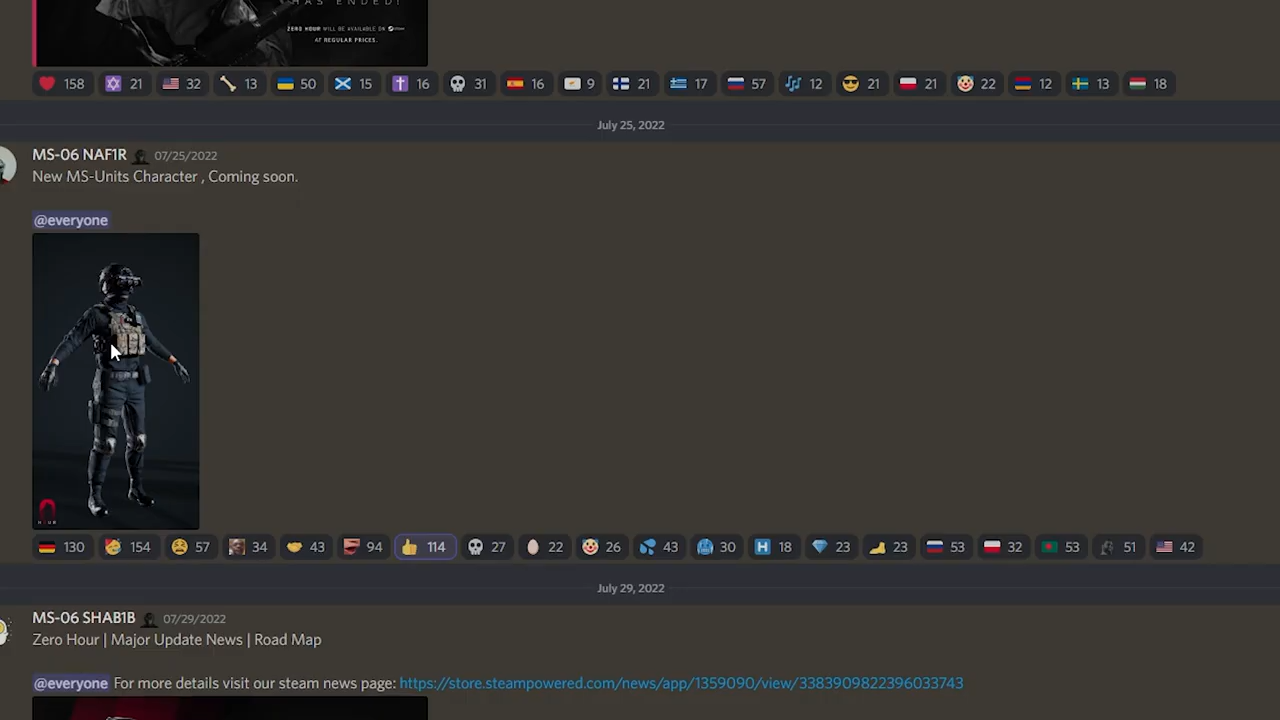 HAS ENDED!
ZERO HOUR WILL BE AVAILABLE ON
AT REGULAR PRICES.
158 21 32 13 50 15 16 31 16 9 21 17 57 12 21 21 22 12 13 18
July 25, 2022
MS-06 NAF1R 07/25/2022
New MS-Units Character , Coming soon.
@everyone
130 154 57 34 43 94 114 27 22 26 43 30 H 18 23 23 53 32 53 51 42
July 29, 2022
MS-06 SHAB1B 07/29/2022
Zero Hour | Major Update News | Road Map
@everyone For more details visit our steam news page: https://store.steampowered.com/news/app/1359090/view/3383909822396033743